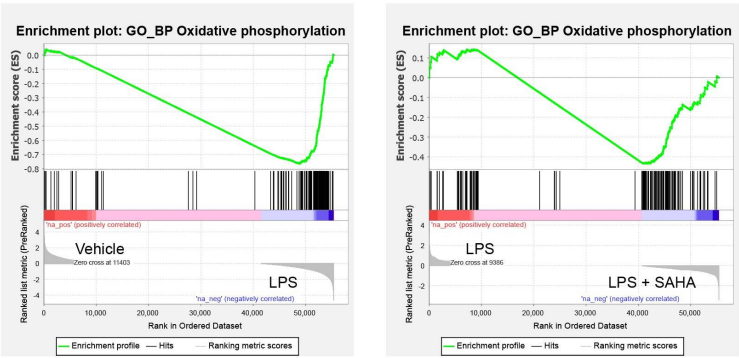 Enrichment plot: GO_BP Oxidative phosphorylation
Enrichment score (ES)
0.0
-0.1
-0.2
-0.3
-0.4
-0.5
-0.6
-0.7
-0.8
'na_pos' (positively correlated)
Ranked list metric (PreRanked)
4
2
0
-2
-4
Vehicle
Zero cross at 11403
LPS
'na_neg' (negatively correlated)
0
10,000
20,000
30,000
40,000
50,000
Rank in Ordered Dataset
Enrichment profile
Hits
Ranking metric scores
Enrichment plot: GO_BP Oxidative phosphorylation
Enrichment score (ES)
0.1
0.0
-0.1
-0.2
-0.3
-0.4
'na_pos' (positively correlated)
Ranked list metric (PreRanked)
4
2
0
-2
-4
LPS
Zero cross at 9386
LPS + SAHA
'na_neg' (negatively correlated)
0
10,000
20,000
30,000
40,000
50,000
Rank in Ordered Dataset
Enrichment profile
Hits
Ranking metric scores